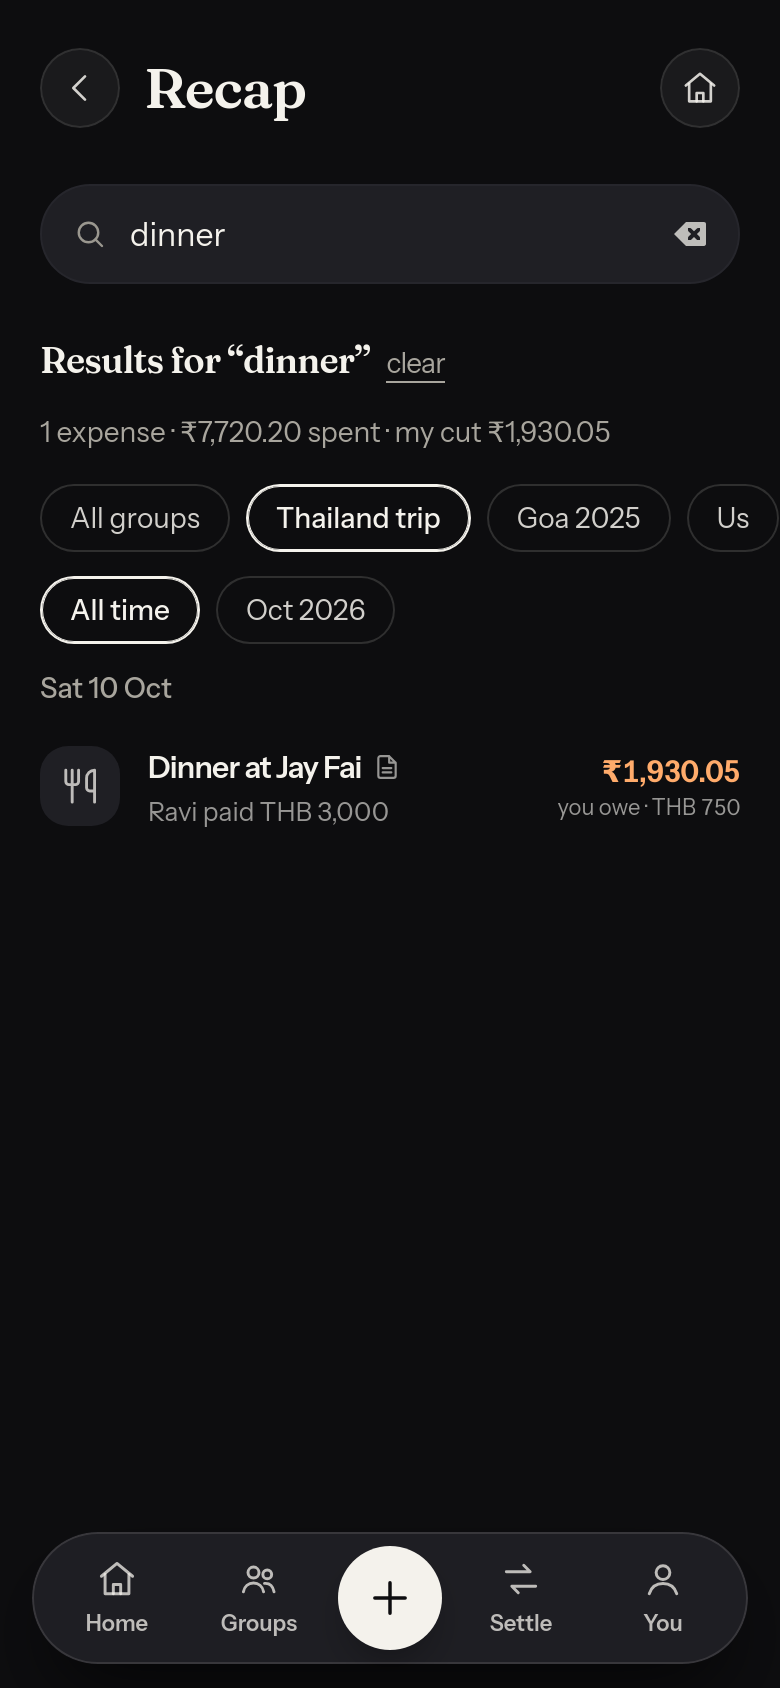 Recap
dinner
Results for “dinner” clear
1 expense · ₹7,720.20 spent · my cut ₹1,930.05
All groups
Thailand trip
Goa 2025
Us
All time
Oct 2026
Sat 10 Oct
Dinner at Jay Fai
₹1,930.05
Ravi paid THB 3,000
you owe · THB 750
Home
Groups
Settle
You